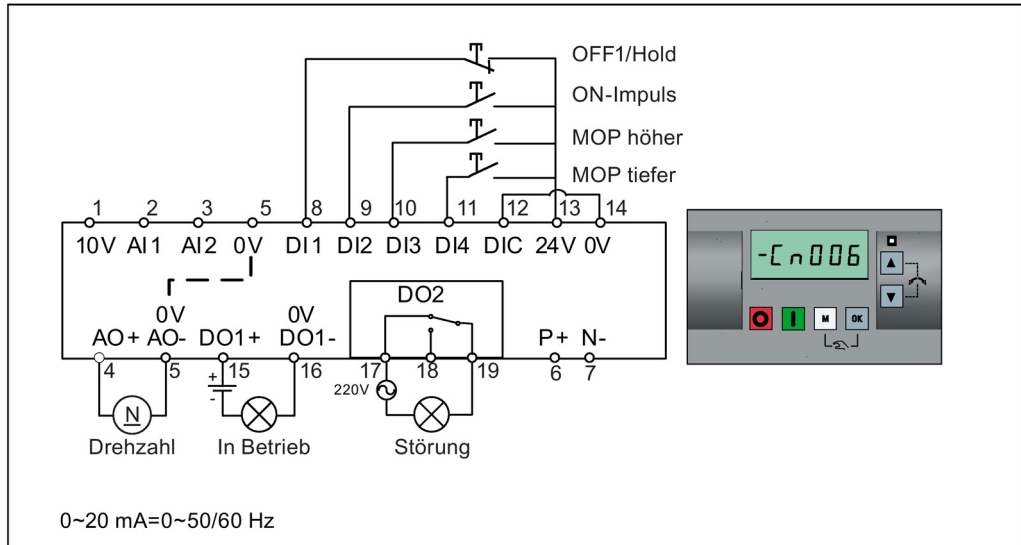 OFF1/Hold
ON-Impuls
MOP höher
MOP tiefer
1 2 3 5 8 9 10 11 12 13 14
10V AI1 AI2 0V DI1 DI2 DI3 DI4 DIC 24V 0V
-Cn006
DO2
0V 0V
AO+ AO- DO1+ DO1- P+ N-
M OK
4 5 15 16 17 18 19 6 7
+
-
220V
N
Drehzahl In Betrieb Störung
0~20 mA=0~50/60 Hz